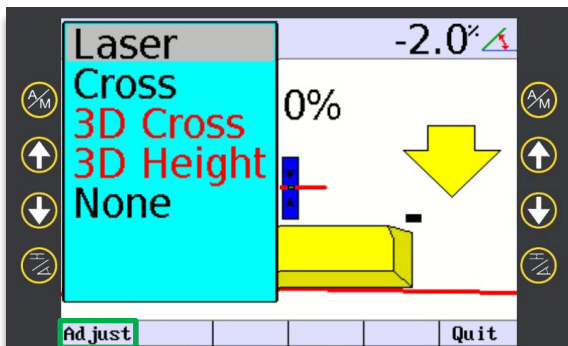 Laser
Cross
3D Cross
3D Height
None
-2.0%
0%
A/M
A/M
H
H
Adjust
Quit